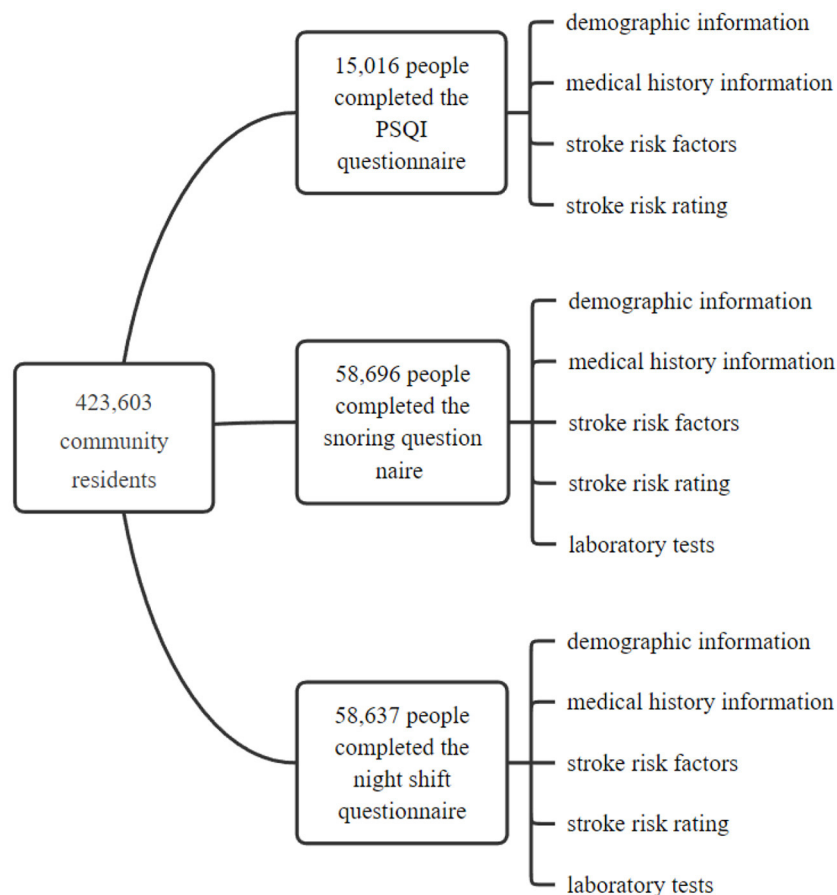 423,603
community
residents
15,016 people
completed the
PSQI
questionnaire
demographic information
medical history information
stroke risk factors
stroke risk rating
58,696 people
completed the
snoring question
naire
demographic information
medical history information
stroke risk factors
stroke risk rating
laboratory tests
58,637 people
completed the
night shift
questionnaire
demographic information
medical history information
stroke risk factors
stroke risk rating
laboratory tests